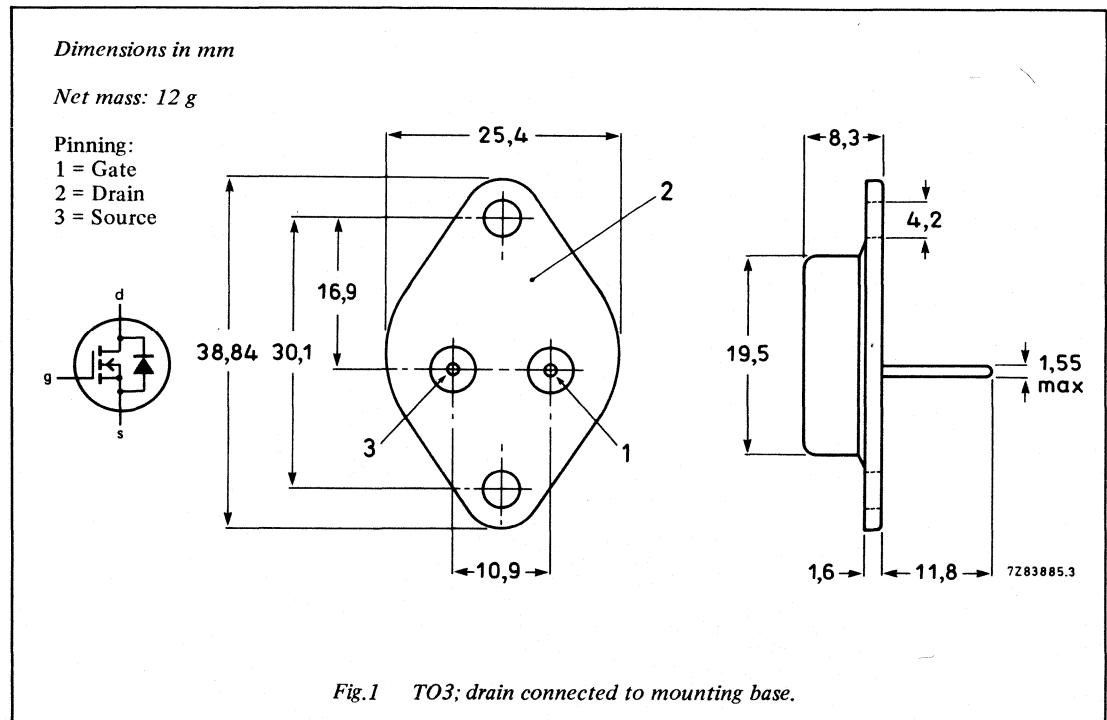 Dimensions in mm
Net mass: 12 g
Pinning:
1 = Gate
2 = Drain
3 = Source
25,4
8,3
2
4,2
16,9
d
38,84
30,1
19,5
1,55
max
g
s
3
1
10,9
1,6
11,8
7Z83885.3
Fig.1 TO3; drain connected to mounting base.